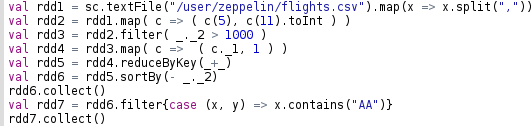 val rdd1 = sc.textFile("/user/zeppelin/flights.csv").map(x => x.split(","))
val rdd2 = rdd1.map( c => ( c(5), c(11).toInt ) )
val rdd3 = rdd2.filter( _._2 > 1000 )
val rdd4 = rdd3.map( c =>  ( c._1, 1 ) )
val rdd5 = rdd4.reduceByKey(_+_)
val rdd6 = rdd5.sortBy(- _._2)
rdd6.collect()
val rdd7 = rdd6.filter{case (x, y) => x.contains("AA")}
rdd7.collect()